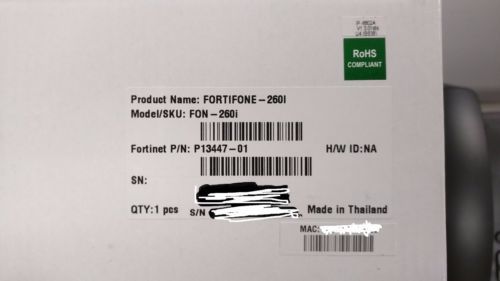 RoHS
COMPLIANT
Product Name: FORTIFONE-260I
Model/SKU: FON-260i
Fortinet P/N: P13447-01 H/W ID:NA
SN:
QTY:1 pcs S/N Made in Thailand
MAC: